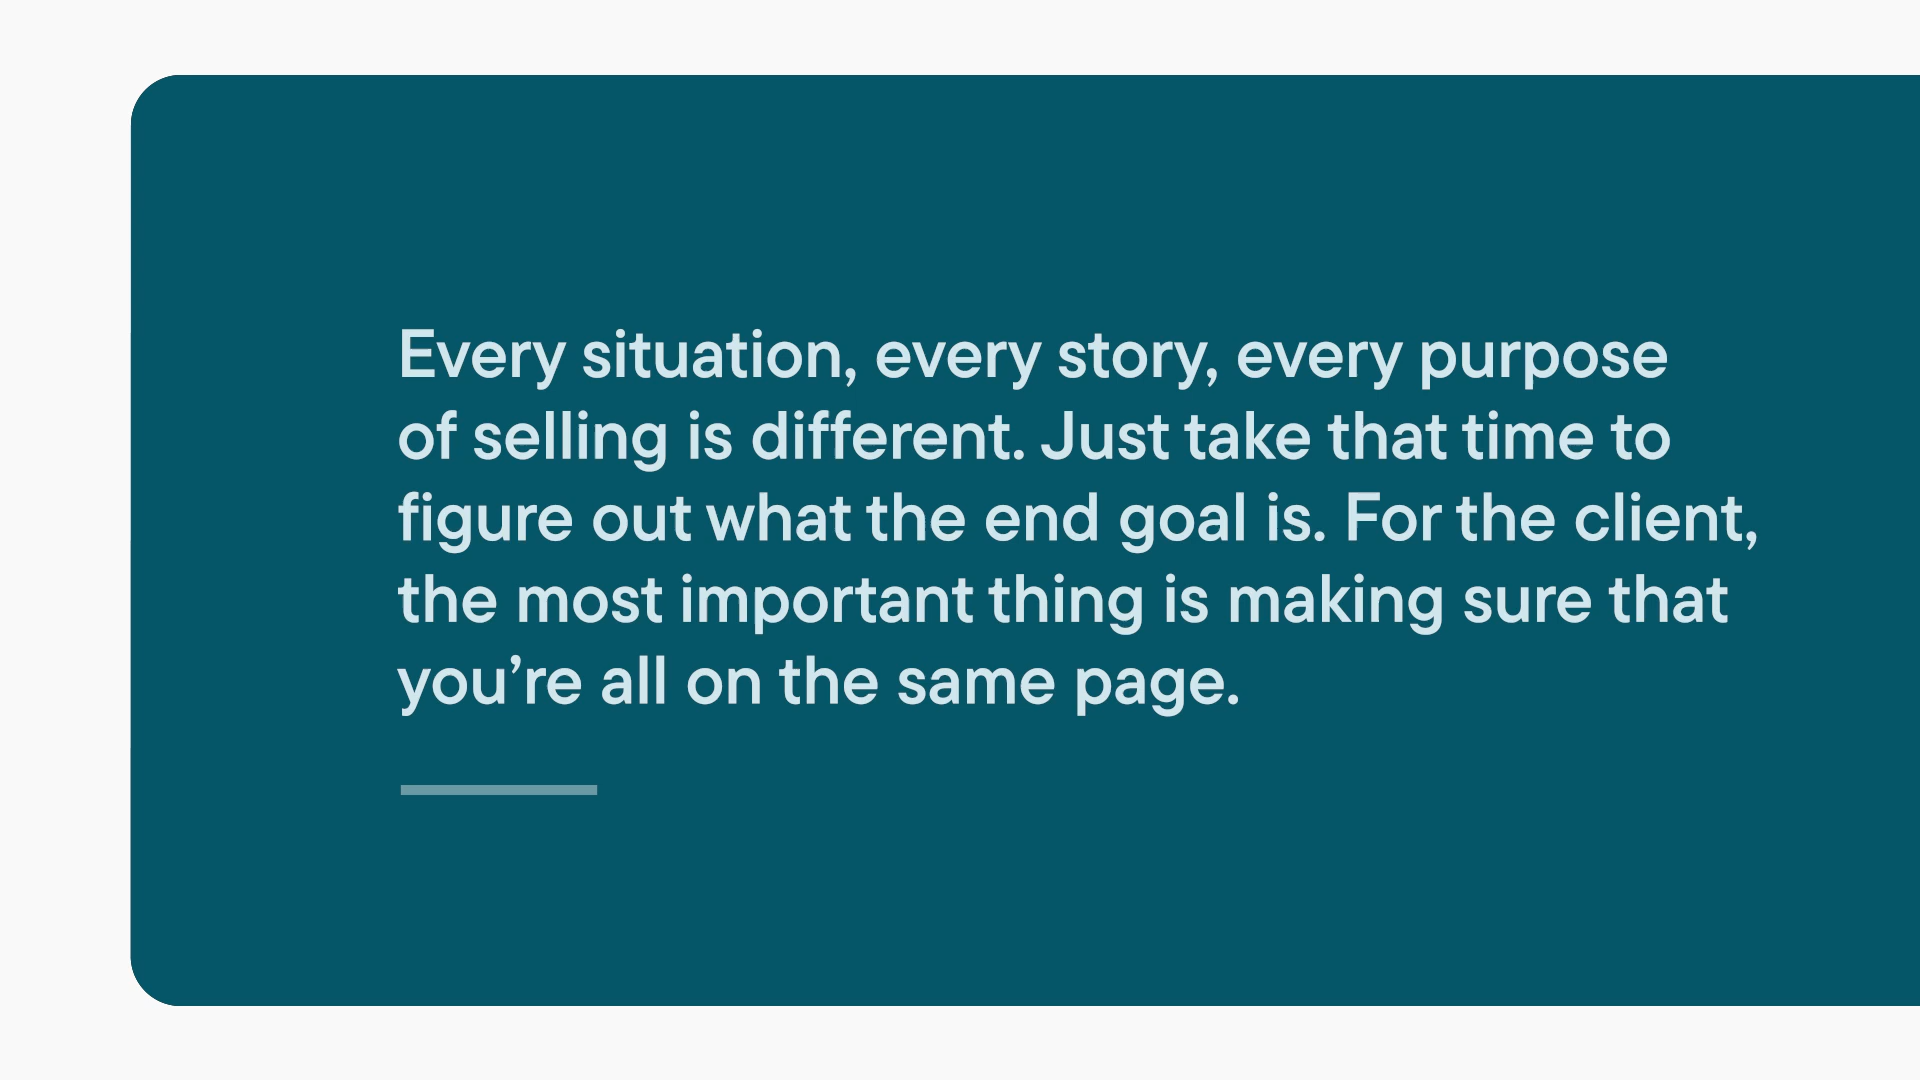 Every situation, every story, every purpose
of selling is different. Just take that time to
figure out what the end goal is. For the client,
the most important thing is making sure that
you’re all on the same page.